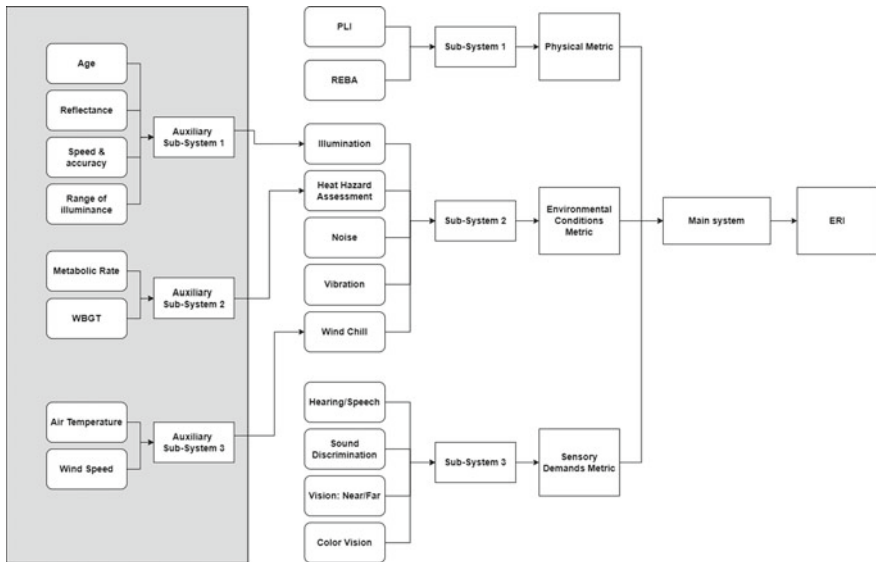 PLI
Sub-System 1
Physical Metric
REBA
Age
Reflectance
Speed &
accuracy
Range of
illuminance
Auxiliary
Sub-System 1
Illumination
Heat Hazard
Assessment
Noise
Vibration
Wind Chill
Sub-System 2
Environmental
Conditions
Metric
Main system
ERI
Metabolic Rate
WBGT
Auxiliary
Sub-System 2
Air Temperature
Wind Speed
Auxiliary
Sub-System 3
Hearing/Speech
Sound
Discrimination
Vision: Near/Far
Color Vision
Sub-System 3
Sensory
Demands Metric